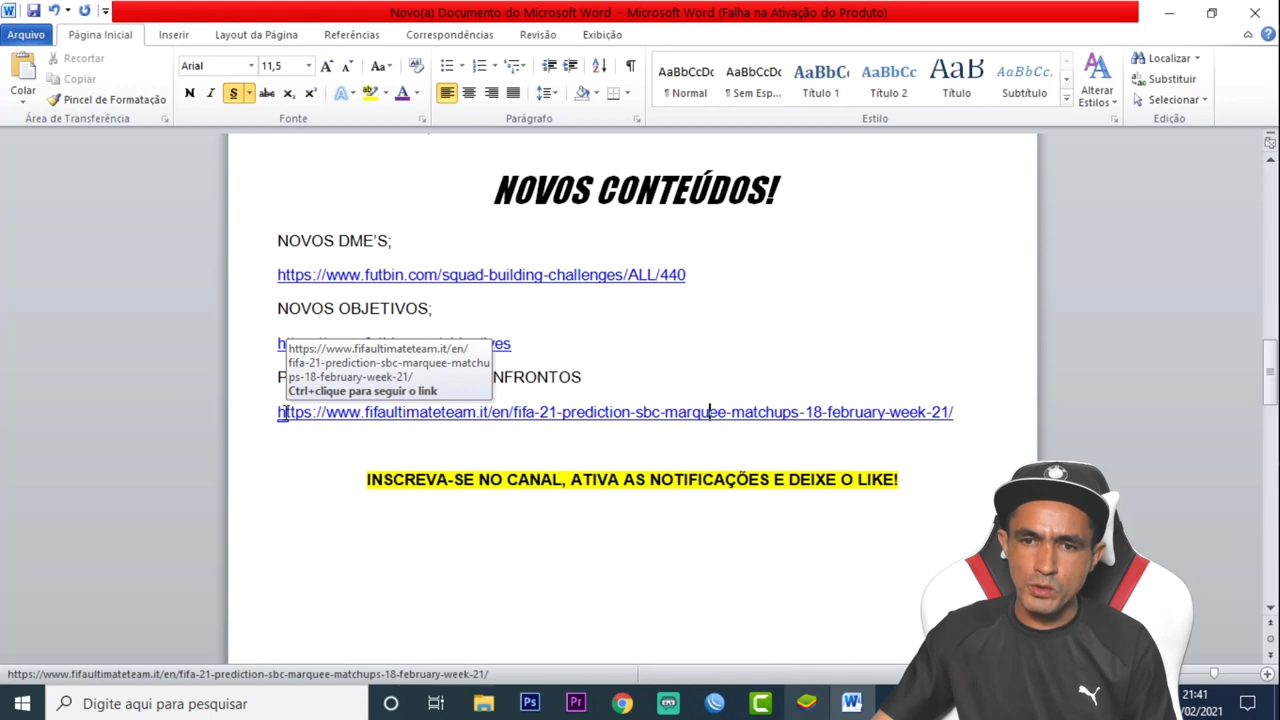 Novo(a) Documento do Microsoft Word - Microsoft Word (Falha na Ativação do Produto)
Arquivo Página Inicial Inserir Layout da Página Referências Correspondências Revisão Exibição
Colar
Recortar
Copiar
Pincel de Formatação
Área de Transferência
Arial 11,5
N I S abc x₂ x² A ab A
Fonte
Parágrafo
AaBbCcDc AaBbCcDc AaBbC AaBbCc AaB AaBbCc
¶ Normal ¶ Sem Esp... Título 1 Título 2 Título Subtítulo
Alterar
Estilos
Estilo
Localizar
Substituir
Selecionar
Edição
NOVOS CONTEÚDOS!
NOVOS DME'S;
https://www.futbin.com/squad-building-challenges/ALL/440
NOVOS OBJETIVOS;
https://www.fifaultimateteam.it/en/
fifa-21-prediction-sbc-marquee-matchu
ps-18-february-week-21/
Ctrl+clique para seguir o link
NFRONTOS
https://www.fifaultimateteam.it/en/fifa-21-prediction-sbc-marquee-matchups-18-february-week-21/
INSCREVA-SE NO CANAL, ATIVA AS NOTIFICAÇÕES E DEIXE O LIKE!
https://www.fifaultimateteam.it/en/fifa-21-prediction-sbc-marquee-matchups-18-february-week-21/
Digite aqui para pesquisar
21:41
/02/2021